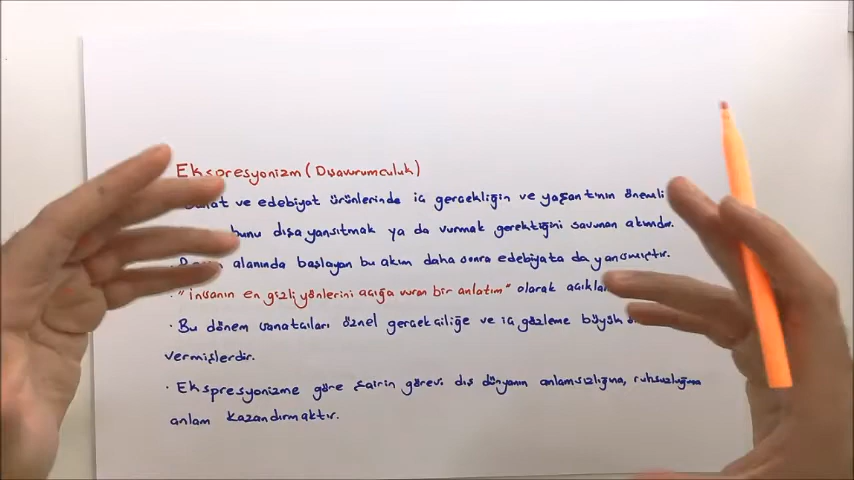 Ekspresyonizm (Dışavurumculuk)
ve edebiyat ürünlerinde iç gerçekliğin ve yaşantının önemli
bunu dışa yansıtmak ya da vurmak gerektiğini savunan akımdır.
alanında başlayan bu akım daha sonra edebiyata da yansımıştır.
"insanın en gizli yönlerini açığa vuran bir anlatım" olarak
· Bu dönem sanatçıları öznel gerçekçiliğe ve iç gözleme büyük
vermişlerdir.
· Ekspresyonizme göre şairin görevi dış dünyanın anlamsızlığına, ruhsuzluğuna
anlam kazandırmaktır.